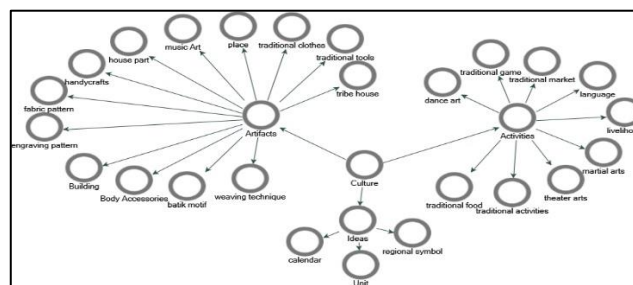 music Art
place
traditional clothes
traditional tools
house part
handycrafts
tribe house
fabric pattern
engraving pattern
Artifacts
Building
Body Accessories
batik motif
weaving technique
Culture
traditional game
traditional market
dance art
language
Activities
liveliho
martial arts
traditional food
traditional activities
theater arts
Ideas
calendar
regional symbol
Unit